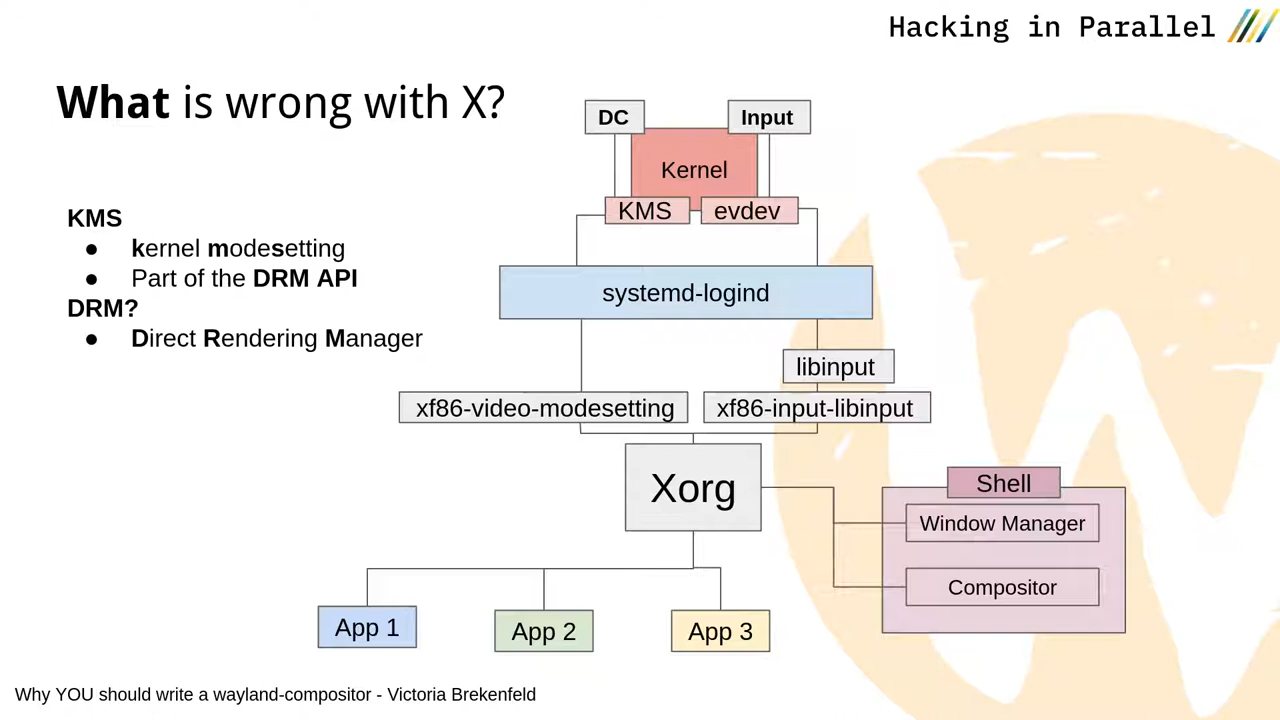 Hacking in Parallel
What is wrong with X?
KMS
● kernel modesetting
● Part of the DRM API
DRM?
● Direct Rendering Manager
DC
Input
Kernel
KMS
evdev
systemd-logind
libinput
xf86-video-modesetting
xf86-input-libinput
Xorg
Shell
Window Manager
Compositor
App 1
App 2
App 3
Why YOU should write a wayland-compositor - Victoria Brekenfeld